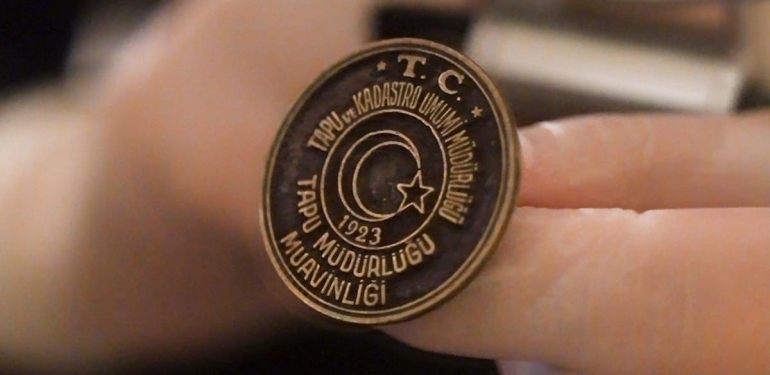 T. C.
TAPU ve KADASTRO UMUMİ MÜDÜRLÜĞÜ
1923
TAPU MÜDÜRLÜĞÜ
MUAVİNLİĞİ